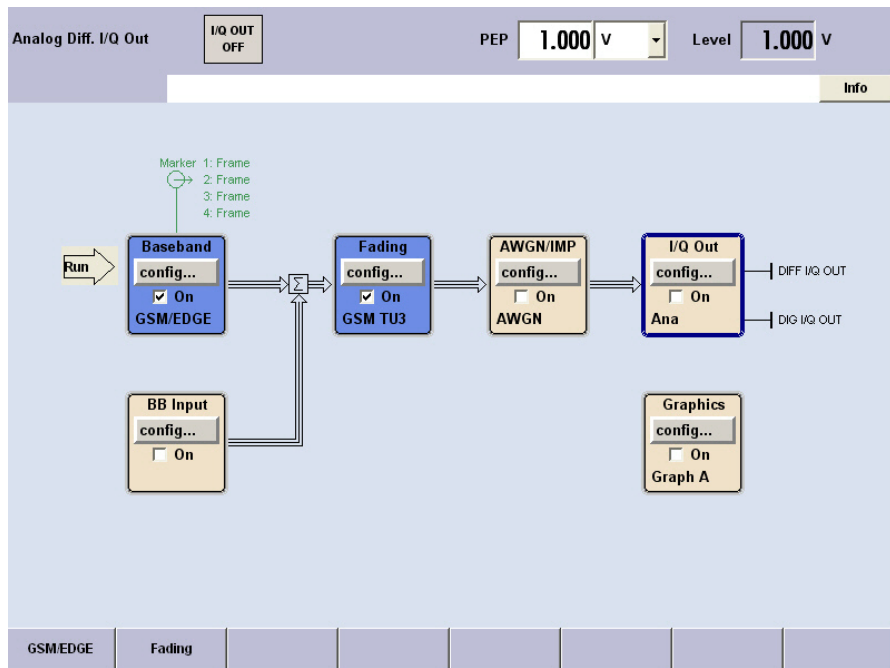 Analog Diff. I/Q Out
I/Q OUT
OFF
PEP 1.000 V Level 1.000 V
Info
Marker 1: Frame
2: Frame
3: Frame
4: Frame
Run
Baseband
config...
On
GSM/EDGE
Σ
Fading
config...
On
GSM TU3
AWGN/IMP
config...
On
AWGN
I/Q Out
config...
On
Ana
DIFF I/Q OUT
DIG I/Q OUT
BB Input
config...
On
Graphics
config...
On
Graph A
GSM/EDGE Fading